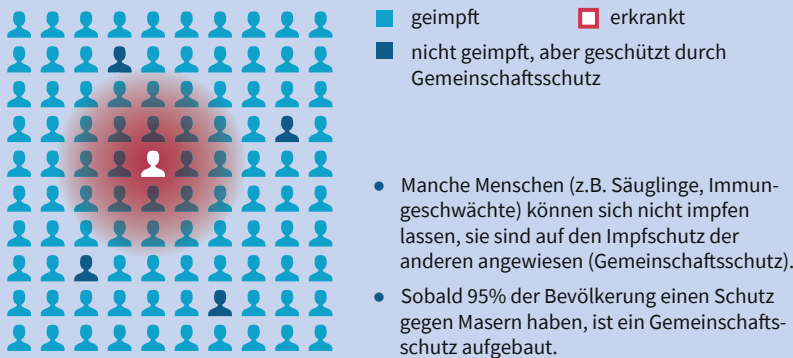 geimpft
erkrankt
nicht geimpft, aber geschützt durch
Gemeinschaftsschutz
• Manche Menschen (z.B. Säuglinge, Immun-
geschwächte) können sich nicht impfen
lassen, sie sind auf den Impfschutz der
anderen angewiesen (Gemeinschaftsschutz).
• Sobald 95% der Bevölkerung einen Schutz
gegen Masern haben, ist ein Gemeinschafts-
schutz aufgebaut.